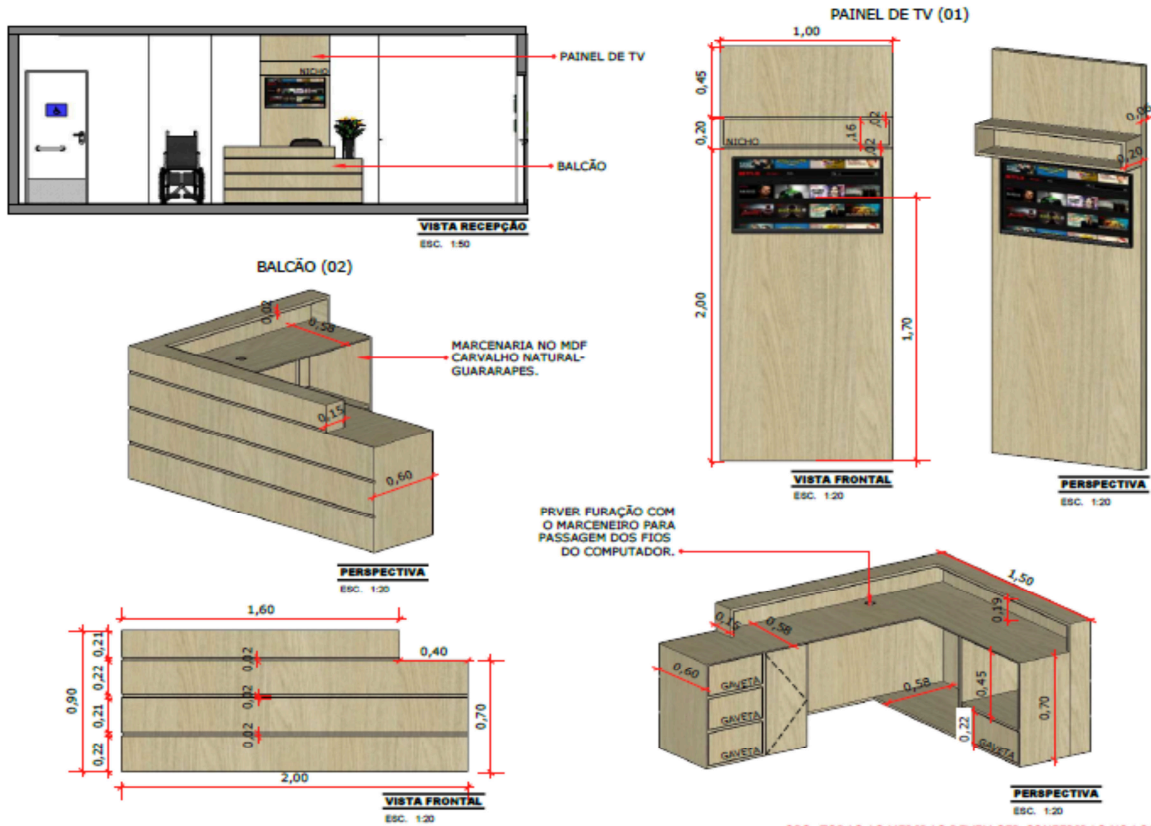 PAINEL DE TV
NICHO
BALCÃO
VISTA RECEPÇÃO
ESC. 1:50
PAINEL DE TV (01)
1,00
0,45
0,20
2,00
,02
,16
,02
NICHO
1,70
VISTA FRONTAL
ESC. 1:20
0,06
0,20
PERSPECTIVA
ESC. 1:20
BALCÃO (02)
0,02
0,58
MARCENARIA NO MDF
CARVALHO NATURAL-
GUARARAPES.
0,15
0,60
PERSPECTIVA
ESC. 1:20
1,60
0,40
0,90
0,21
0,22
0,21
0,22
0,02
0,02
0,02
0,70
2,00
VISTA FRONTAL
ESC. 1:20
PRVER FURAÇÃO COM
O MARCENEIRO PARA
PASSAGEM DOS FIOS
DO COMPUTADOR.
1,50
0,19
0,15
0,58
0,60
GAVETA
GAVETA
GAVETA
0,58
0,45
0,22
0,70
GAVETA
PERSPECTIVA
ESC. 1:20